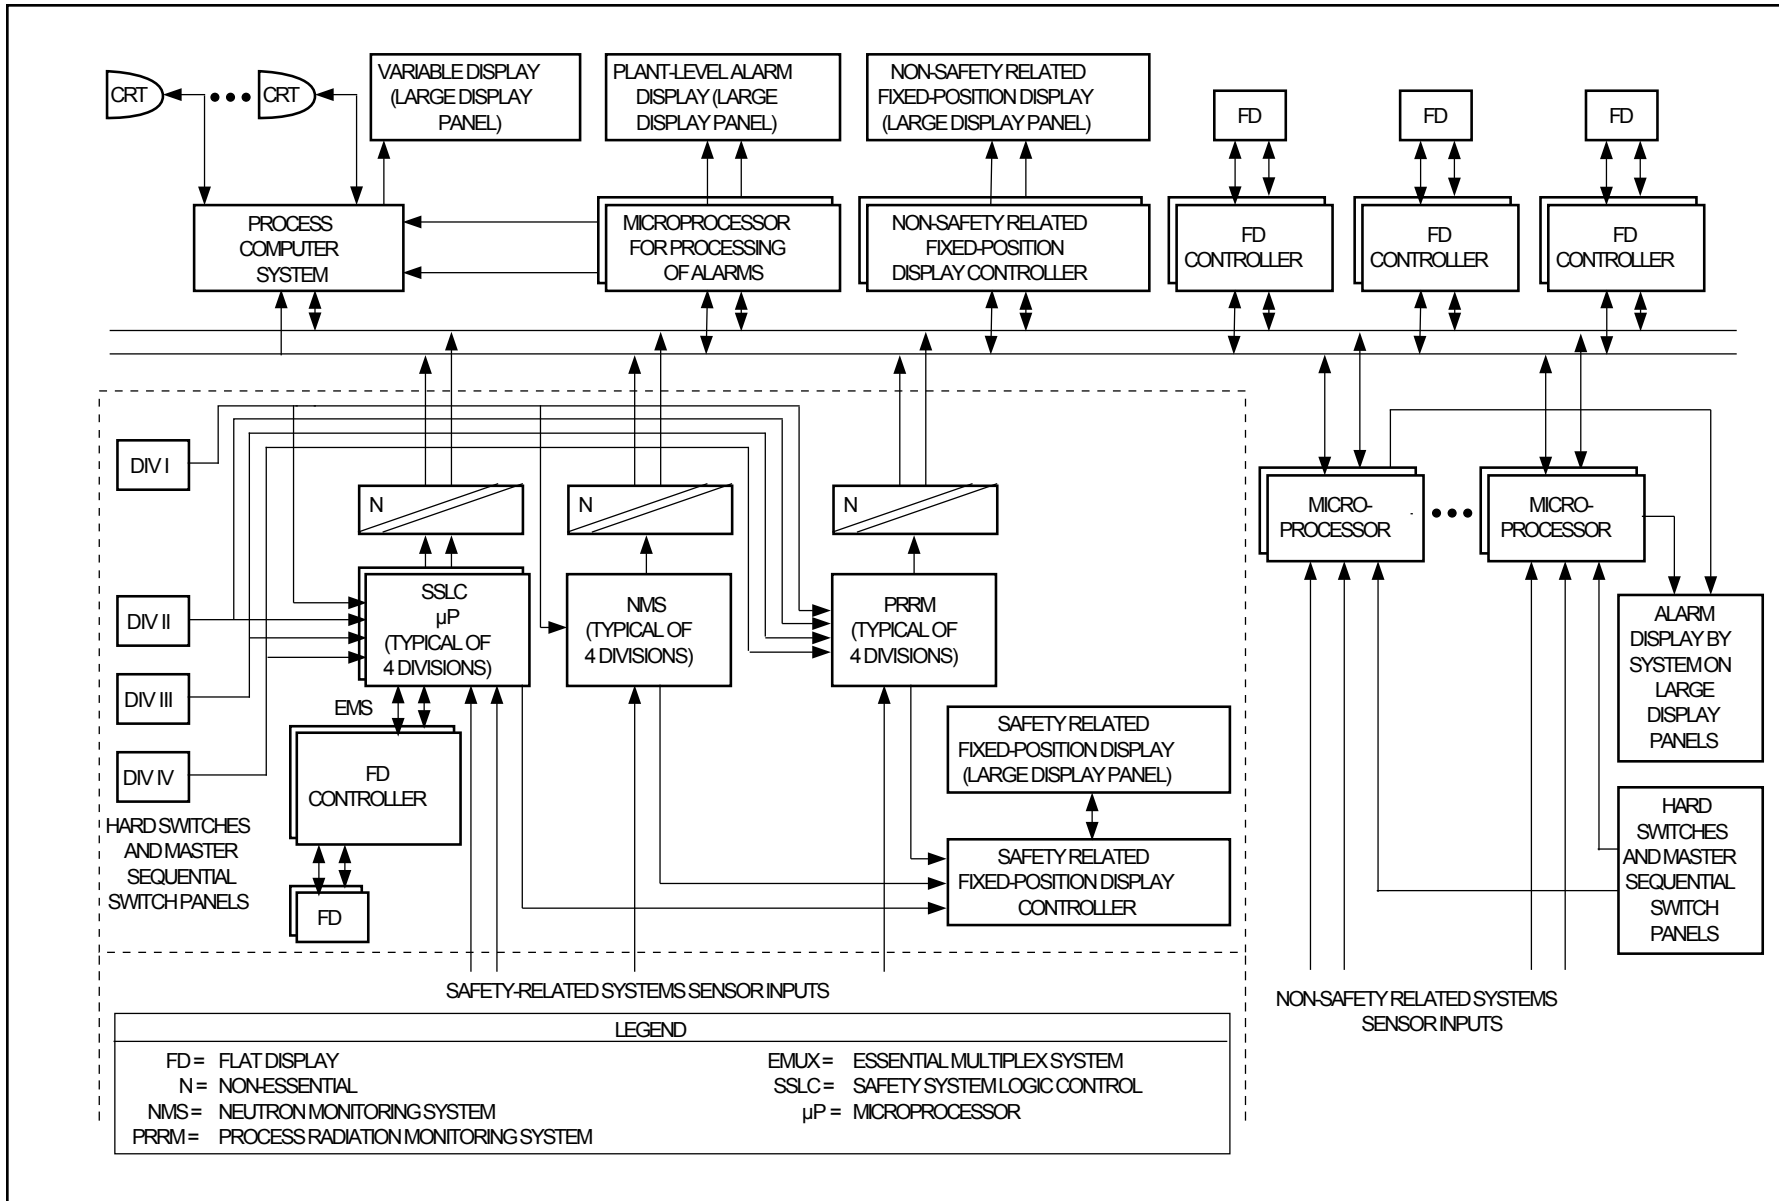 CRT
CRT
VARIABLE DISPLAY
(LARGE DISPLAY
PANEL)
PLANT-LEVEL ALARM
DISPLAY (LARGE
DISPLAY PANEL)
NON-SAFETY RELATED
FIXED-POSITION DISPLAY
(LARGE DISPLAY PANEL)
FD
FD
FD
PROCESS
COMPUTER
SYSTEM
MICROPROCESSOR
FOR PROCESSING
OF ALARMS
NON-SAFETY RELATED
FIXED-POSITION
DISPLAY CONTROLLER
FD
CONTROLLER
FD
CONTROLLER
FD
CONTROLLER
DIV I
DIV II
DIV III
DIV IV
HARD SWITCHES
AND MASTER
SEQUENTIAL
SWITCH PANELS
N
N
N
SSLC
µP
(TYPICAL OF
4 DIVISIONS)
NMS
(TYPICAL OF
4 DIVISIONS)
PRRM
(TYPICAL OF
4 DIVISIONS)
EMS
FD
CONTROLLER
FD
SAFETY RELATED
FIXED-POSITION DISPLAY
(LARGE DISPLAY PANEL)
SAFETY RELATED
FIXED-POSITION DISPLAY
CONTROLLER
MICRO-
PROCESSOR
MICRO-
PROCESSOR
ALARM
DISPLAY BY
SYSTEM ON
LARGE
DISPLAY
PANELS
HARD
SWITCHES
AND MASTER
SEQUENTIAL
SWITCH
PANELS
SAFETY-RELATED SYSTEMS SENSOR INPUTS
NON-SAFETY RELATED SYSTEMS
SENSOR INPUTS
LEGEND
FD = FLAT DISPLAY
N = NON-ESSENTIAL
NMS = NEUTRON MONITORING SYSTEM
PRRM = PROCESS RADIATION MONITORING SYSTEM
EMUX = ESSENTIAL MULTIPLEX SYSTEM
SSLC = SAFETY SYSTEM LOGIC CONTROL
µP = MICROPROCESSOR